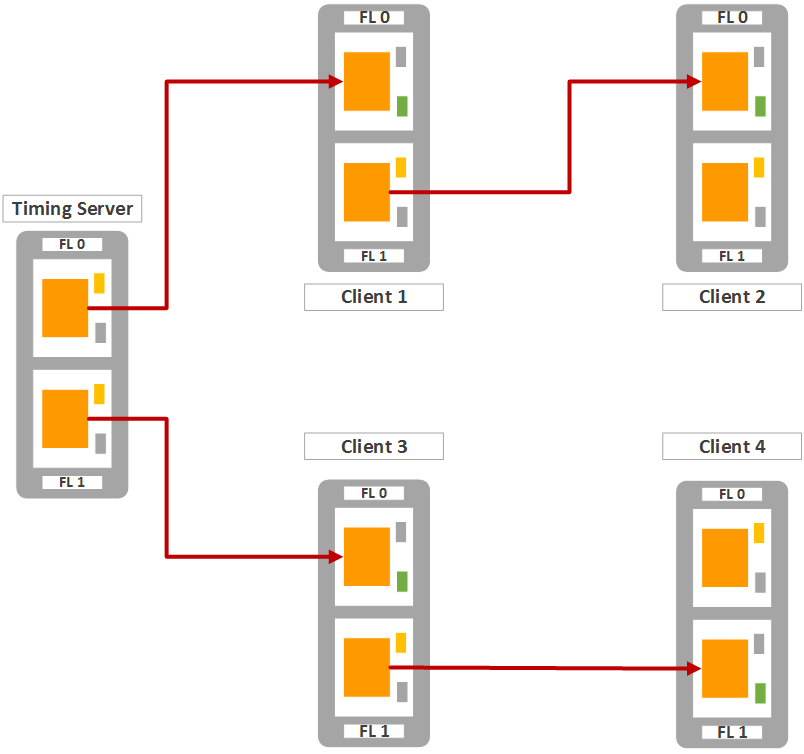 FL 0
FL 0
Timing Server
FL 0
FL 1
FL 1
Client 1
Client 2
Client 3
Client 4
FL 1
FL 0
FL 0
FL 1
FL 1